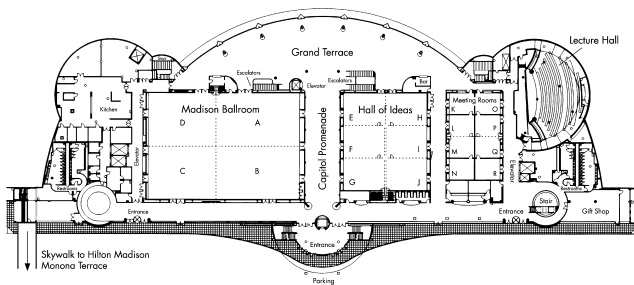 Lecture Hall
Grand Terrace
Stair
Escalators
Elevator
Escalators
Bar
Kitchen
Madison Ballroom
D
A
C
B
Capitol Promenade
Hall of Ideas
E
H
F
I
G
J
Meeting Rooms
K
O
L
P
M
Q
N
R
Elevator
Elevator
Restrooms
Restrooms
Stair
Gift Shop
Entrance
Entrance
Entrance
Skywalk to Hilton Madison
Monona Terrace
Parking